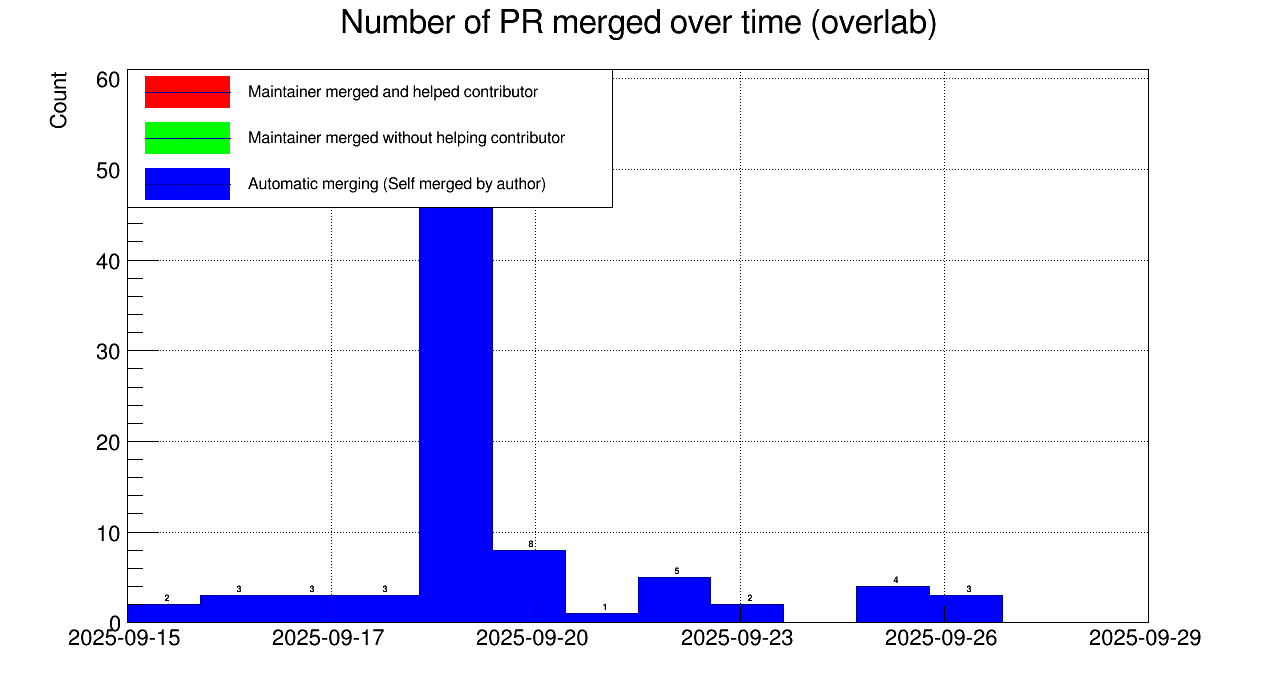 Number of PR merged over time (overlab)
Count
Maintainer merged and helped contributor
Maintainer merged without helping contributor
Automatic merging (Self merged by author)
60
50
40
30
20
10
0
2 3 3 3 8 1 5 2 4 3
2025-09-15 2025-09-17 2025-09-20 2025-09-23 2025-09-26 2025-09-29